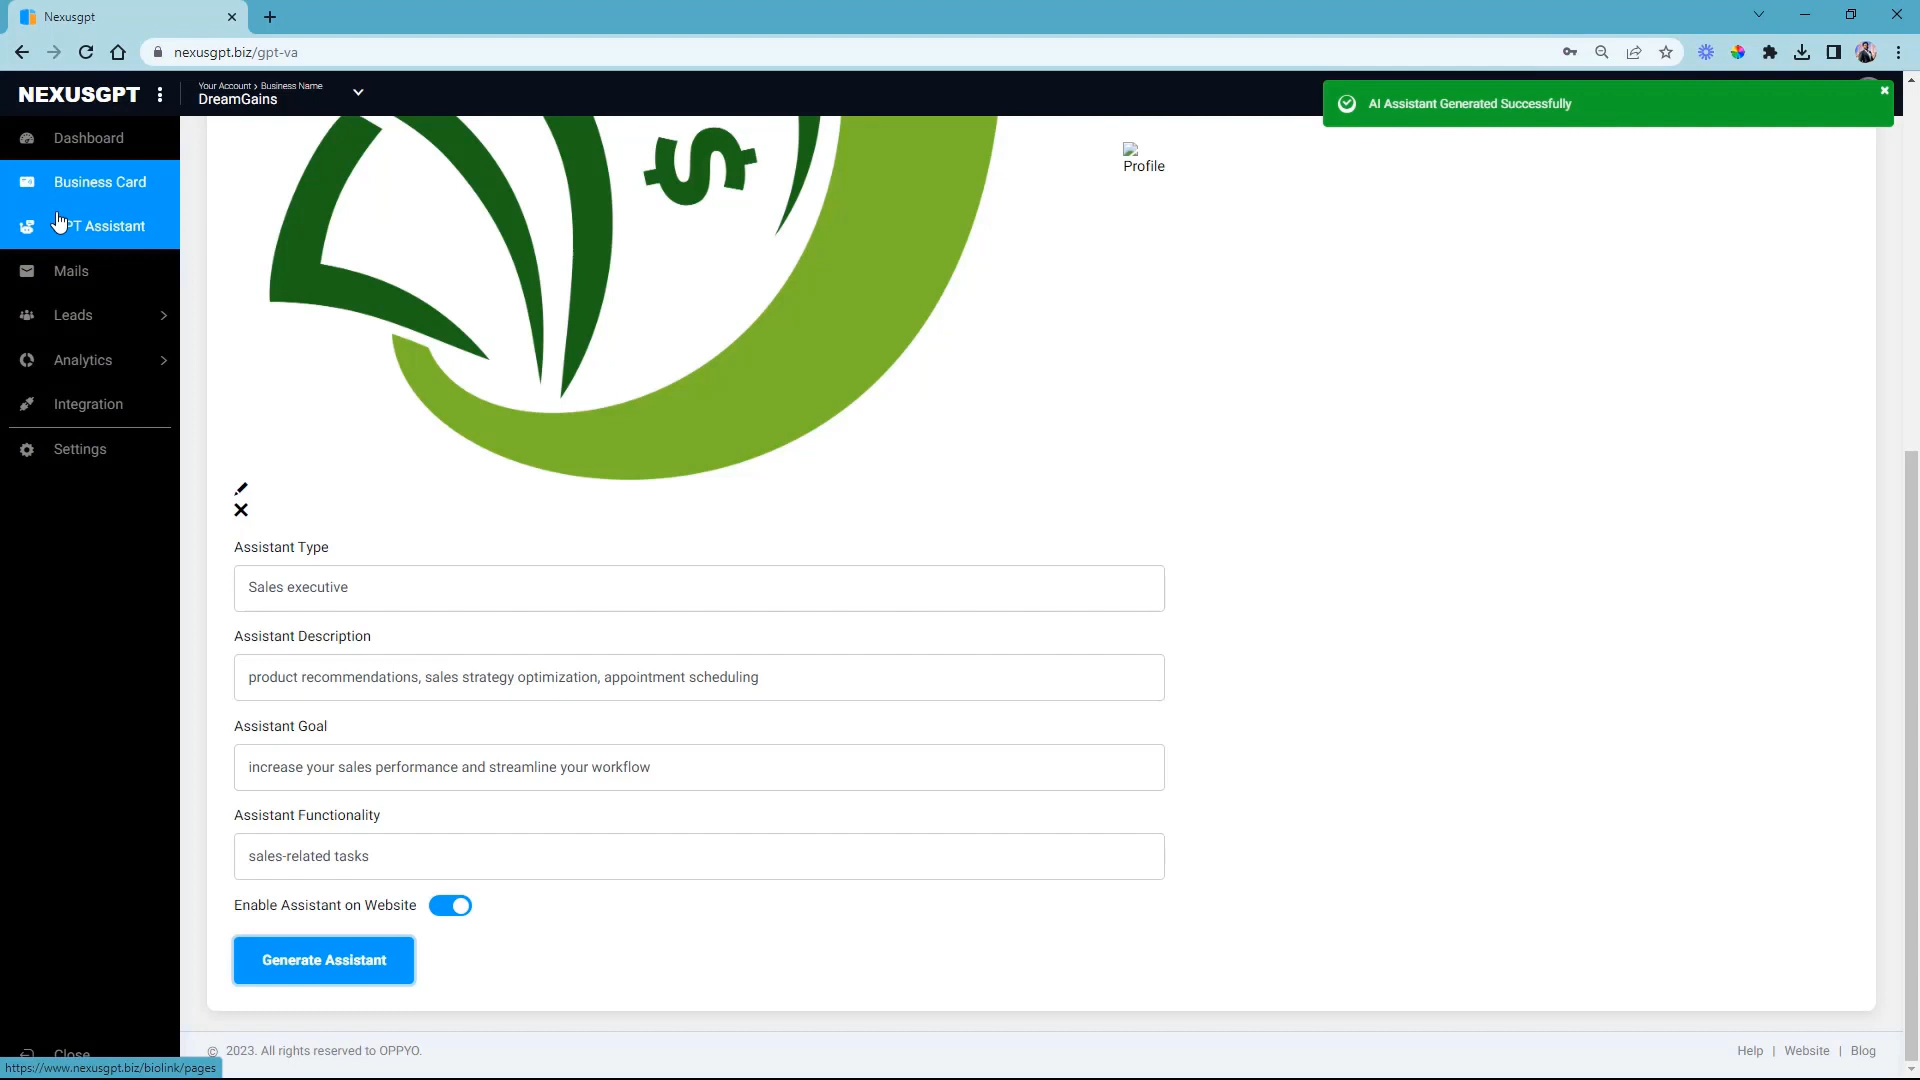 Nexusgpt
nexusgpt.biz/gpt-va
NEXUSGPT
Your Account > Business Name
DreamGains
AI Assistant Generated Successfully
Dashboard
Business Card
PT Assistant
Mails
Leads
Analytics
Integration
Settings
Close
$
Profile
Assistant Type
Sales executive
Assistant Description
product recommendations, sales strategy optimization, appointment scheduling
Assistant Goal
increase your sales performance and streamline your workflow
Assistant Functionality
sales-related tasks
Enable Assistant on Website
Generate Assistant
© 2023. All rights reserved to OPPYO.
Help | Website | Blog
https://www.nexusgpt.biz/biolink/pages